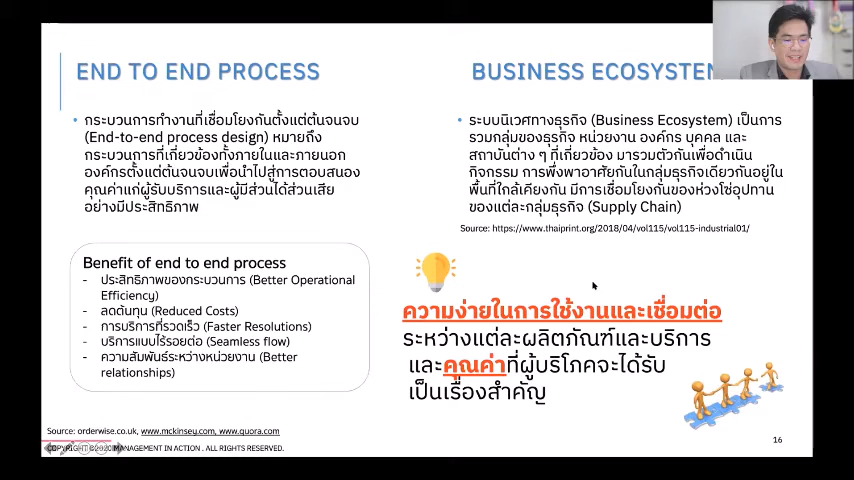 END TO END PROCESS
กระบวนการทำงานที่เชื่อมโยงกันตั้งแต่ต้นจนจบ
(End-to-end process design) หมายถึง
กระบวนการที่เกี่ยวข้องทั้งภายในและภายนอก
องค์กรตั้งแต่ต้นจนจบเพื่อนำไปสู่การตอบสนอง
คุณค่าแก่ผู้รับบริการและผู้มีส่วนได้ส่วนเสีย
อย่างมีประสิทธิภาพ
Benefit of end to end process
- ประสิทธิภาพของกระบวนการ (Better Operational
Efficiency)
- ลดต้นทุน (Reduced Costs)
- การบริการที่รวดเร็ว (Faster Resolutions)
- บริการแบบไร้รอยต่อ (Seamless flow)
- ความสัมพันธ์ระหว่างหน่วยงาน (Better
relationships)
BUSINESS ECOSYSTEM
ระบบนิเวศทางธุรกิจ (Business Ecosystem) เป็นการ
รวมกลุ่มของธุรกิจ หน่วยงาน องค์กร บุคคล และ
สถาบันต่าง ๆ ที่เกี่ยวข้อง มารวมตัวกันเพื่อดำเนิน
กิจกรรม การพึ่งพาอาศัยกันในกลุ่มธุรกิจเดียวกันอยู่ใน
พื้นที่ใกล้เคียงกัน มีการเชื่อมโยงกันของห่วงโซ่อุปทาน
ของแต่ละกลุ่มธุรกิจ (Supply Chain)
Source: https://www.thaiprint.org/2018/04/vol115/vol115-industrial01/
ความง่ายในการใช้งานและเชื่อมต่อ
ระหว่างแต่ละผลิตภัณฑ์และบริการ
และคุณค่าที่ผู้บริโภคจะได้รับ
เป็นเรื่องสำคัญ
Source: orderwise.co.uk, www.mckinsey.com, www.quora.com
COPYRIGHT ©2020 MANAGEMENT IN ACTION . ALL RIGHTS RESERVED.
16